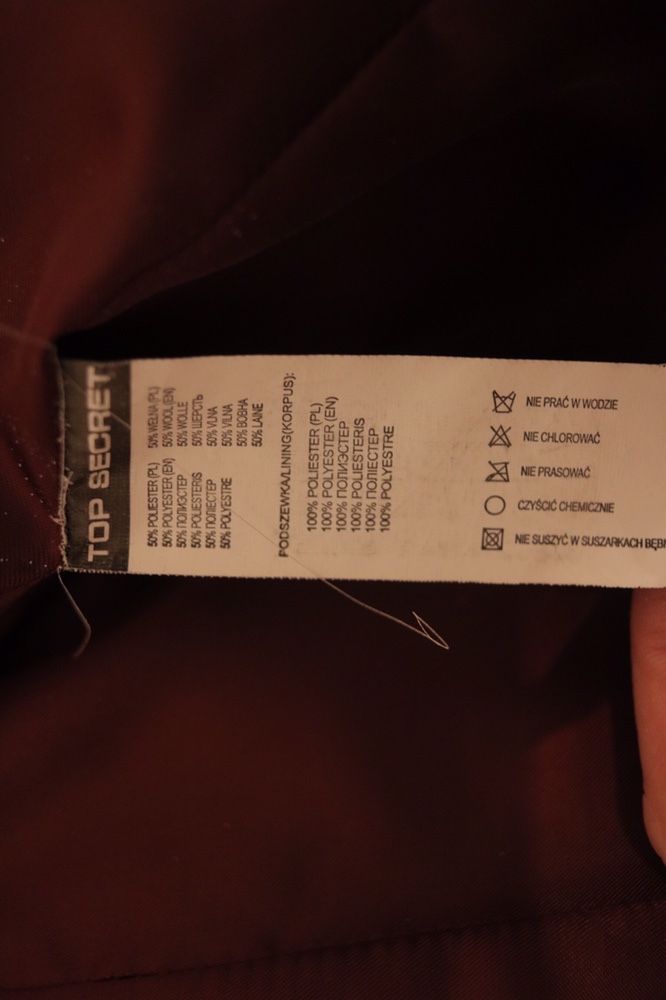 TOP SECRET
50% WEŁNA (PL)
50% WOOL (EN)
50% WOLLE
50% ШЕРСТЬ
50% VLNA
50% VILNA
50% ВОВНА
50% LAINE
50% POLIESTER (PL)
50% POLYESTER (EN)
50% ПОЛИЭСТЕР
50% POLIESTERIS
50% ПОЛІЕСТЕР
50% POLYESTRE
PODSZEWKA/LINING(KORPUS):
100% POLIESTER (PL)
100% POLYESTER (EN)
100% ПОЛИЭСТЕР
100% POLIESTERIS
100% ПОЛІЕСТЕР
100% POLYESTRE
NIE PRAĆ W WODZIE
NIE CHLOROWAĆ
NIE PRASOWAĆ
CZYŚCIĆ CHEMICZNIE
NIE SUSZYĆ W SUSZARKACH BĘBN